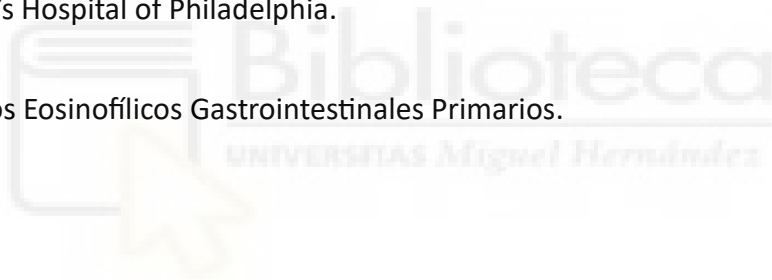 's Hospital of Philadelphia.
os Eosinofílicos Gastrointestinales Primarios.
Biblioteca
UNIVERSITAS Miguel Hernández